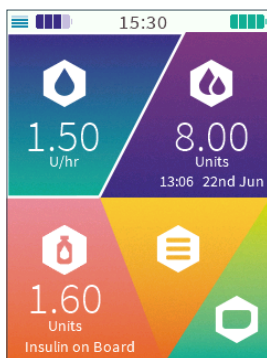 15:30
1.50
U/hr
8.00
Units
13:06 22nd Jun
1.60
Units
Insulin on Board